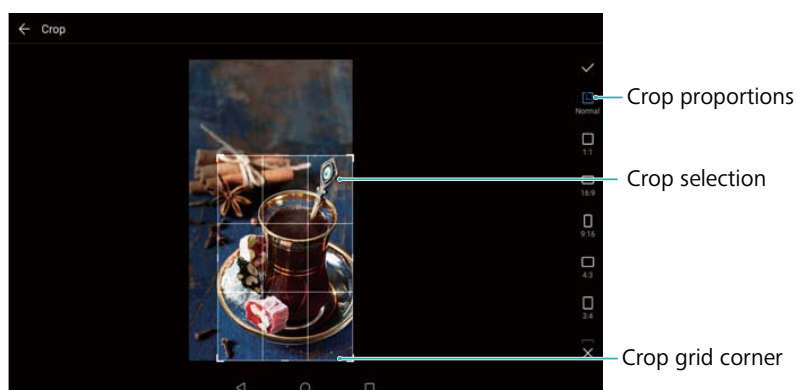 Crop
Normal
Crop proportions
1:1
Crop selection
16:9
9:16
4:3
3:4
Crop grid corner